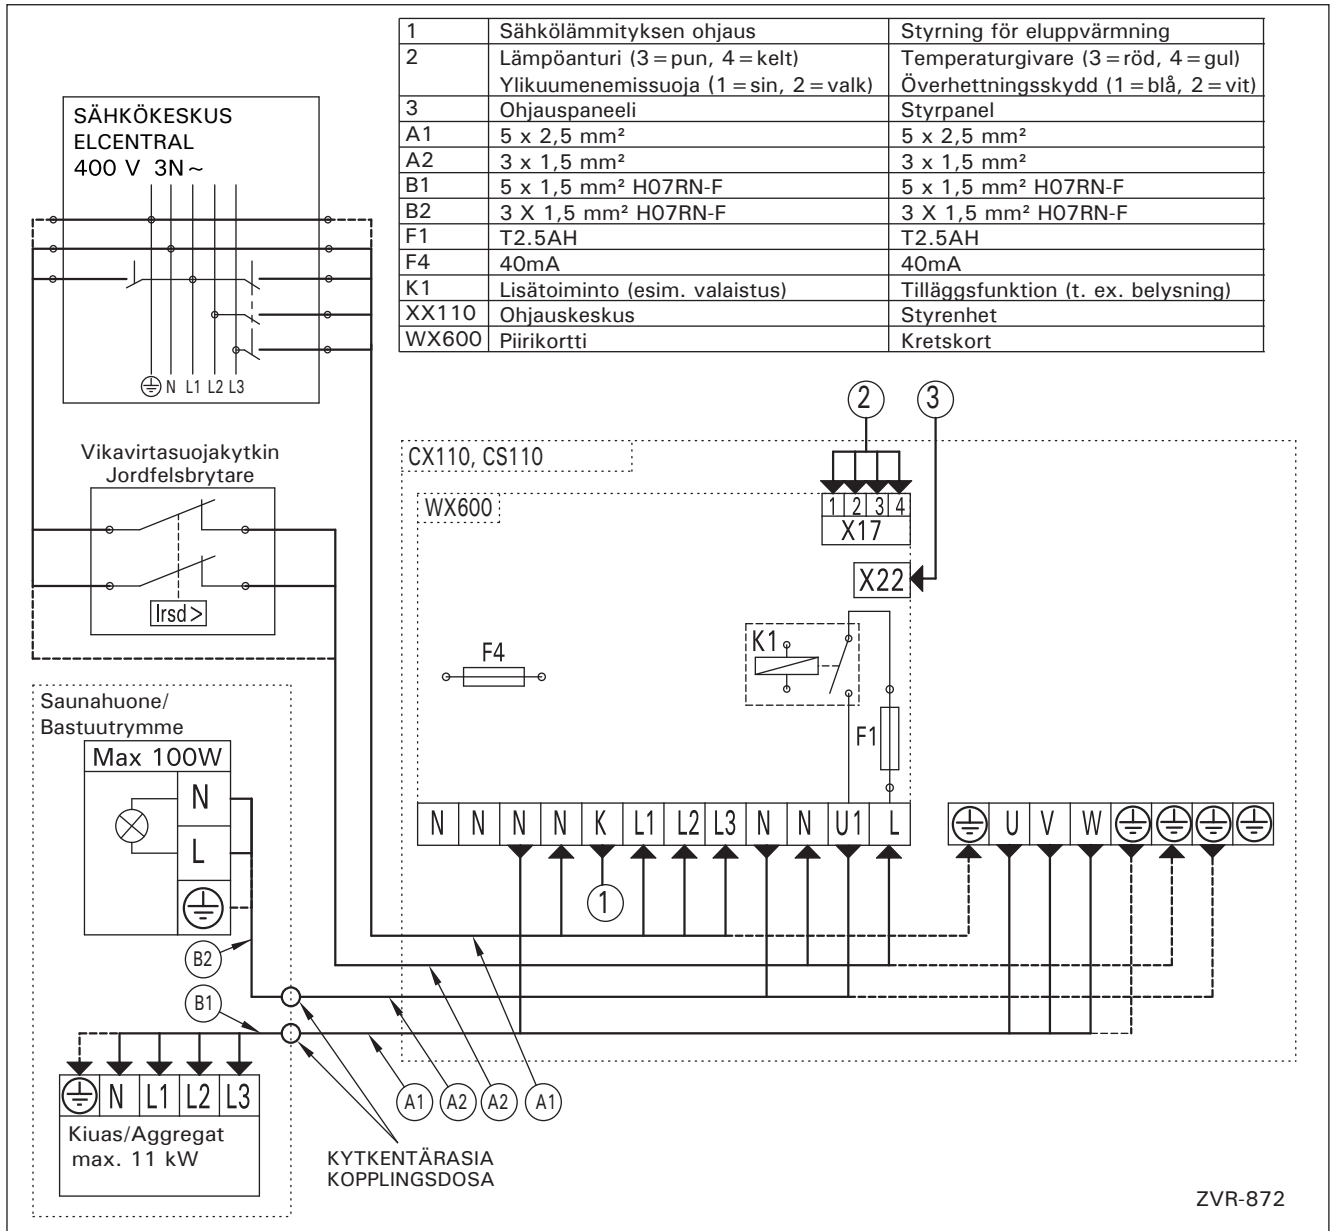 1 Sähkölämmityksen ohjaus Styrning för eluppvärmning
2 Lämpöanturi (3=pun, 4=kelt) Temperaturgivare (3=röd, 4=gul)
Ylikuumenemissuoja (1=sin, 2=valk) Överhettningsskydd (1=blå, 2=vit)
3 Ohjauspaneeli Styrpanel
A1 5 x 2,5 mm² 5 x 2,5 mm²
A2 3 x 1,5 mm² 3 x 1,5 mm²
B1 5 x 1,5 mm² H07RN-F 5 x 1,5 mm² H07RN-F
B2 3 X 1,5 mm² H07RN-F 3 X 1,5 mm² H07RN-F
F1 T2.5AH T2.5AH
F4 40mA 40mA
K1 Lisätoiminto (esim. valaistus) Tilläggsfunktion (t. ex. belysning)
XX110 Ohjauskeskus Styrenhet
WX600 Piirikortti Kretskort
SÄHKÖKESKUS
ELCENTRAL
400 V 3N~
N L1 L2 L3
2 3
Vikavirtasuojakytkin
Jordfelsbrytare
Irsd>
CX110, CS110
WX600
1 2 3 4
X17
X22
K1
F4
F1
Saunahuone/
Bastuutrymme
Max 100W
N
L
N N N N K L1 L2 L3 N N U1 L U V W
1
B2
B1
N L1 L2 L3
Kiuas/Aggregat
max. 11 kW
A1 A2 A2 A1
KYTKENTÄRASIA
KOPPLINGSDOSA
ZVR-872